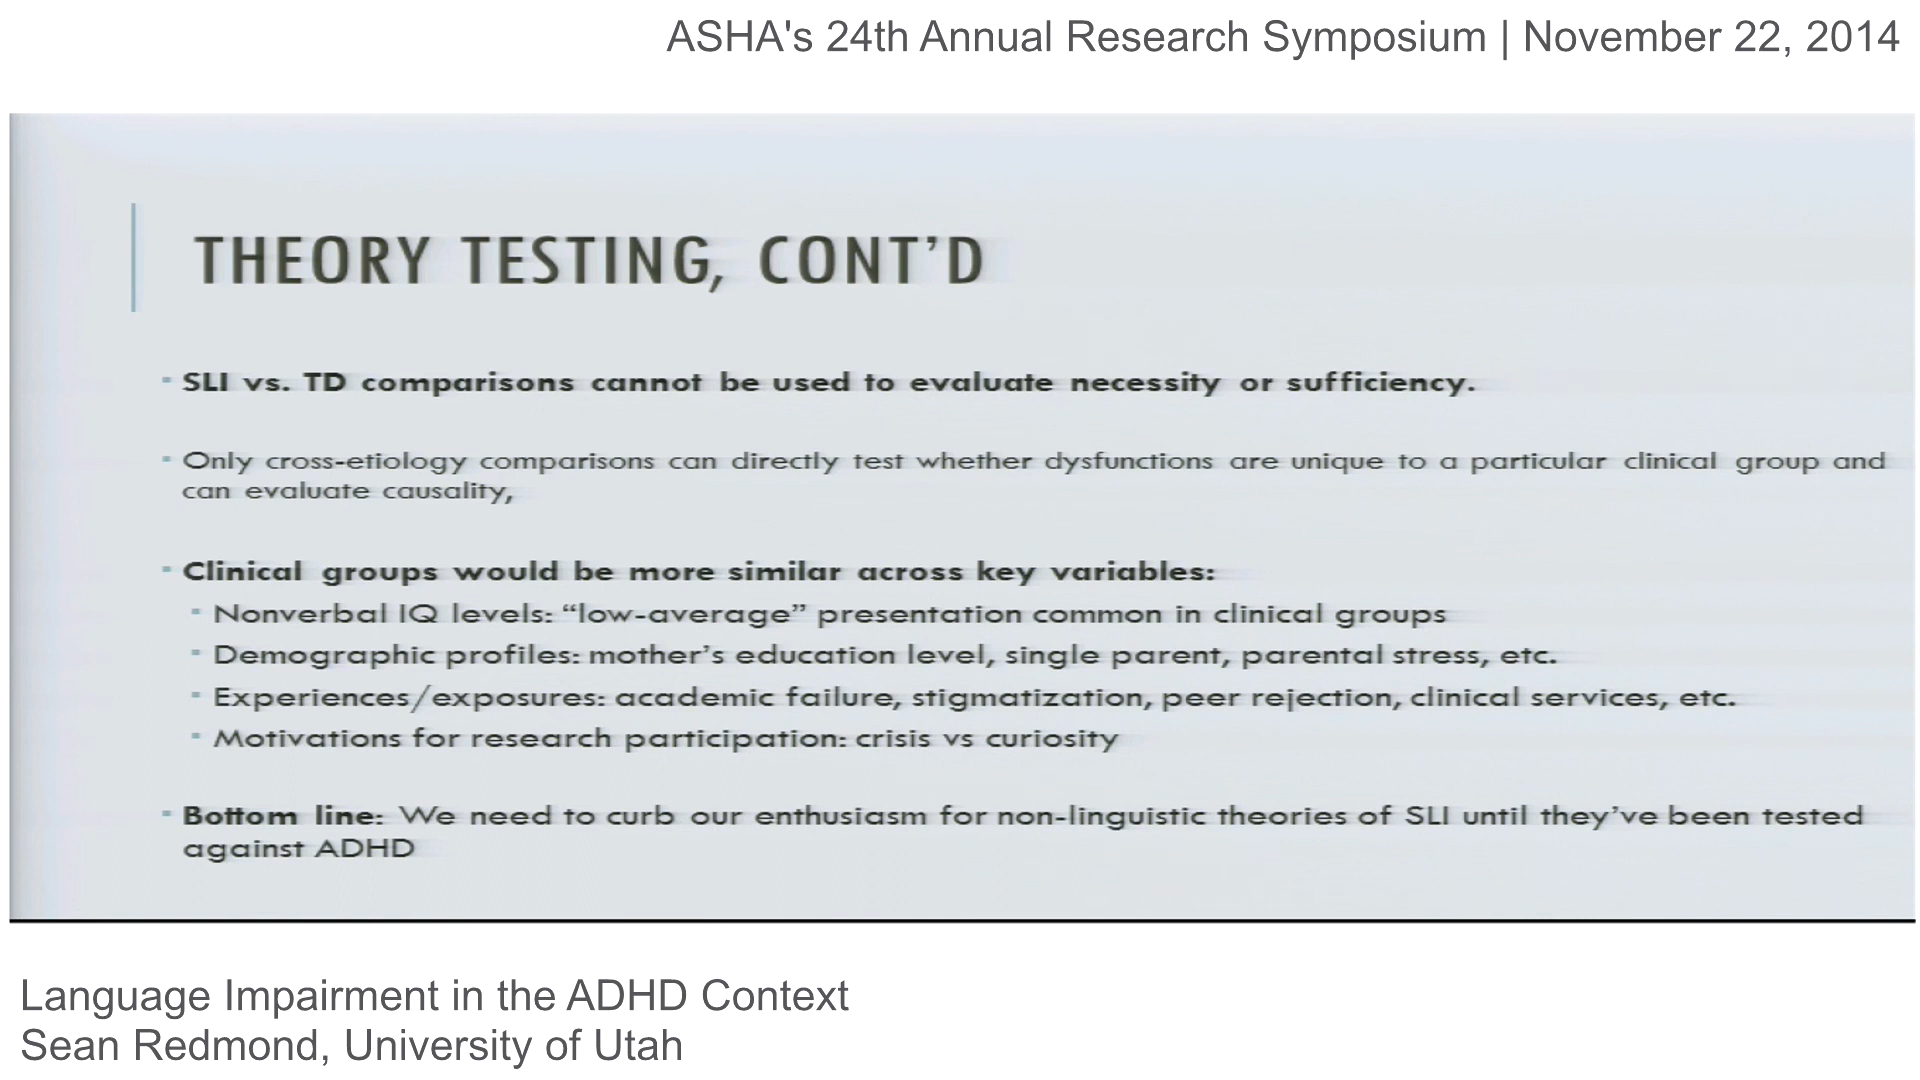 ASHA's 24th Annual Research Symposium | November 22, 2014
THEORY TESTING, CONT’D
▪ SLI vs. TD comparisons cannot be used to evaluate necessity or sufficiency.
▪ Only cross-etiology comparisons can directly test whether dysfunctions are unique to a particular clinical group and
can evaluate causality,
▪ Clinical groups would be more similar across key variables:
▪ Nonverbal IQ levels: “low-average” presentation common in clinical groups
▪ Demographic profiles: mother’s education level, single parent, parental stress, etc.
▪ Experiences/exposures: academic failure, stigmatization, peer rejection, clinical services, etc.
▪ Motivations for research participation: crisis vs curiosity
▪ Bottom line: We need to curb our enthusiasm for non-linguistic theories of SLI until they’ve been tested
against ADHD
Language Impairment in the ADHD Context
Sean Redmond, University of Utah